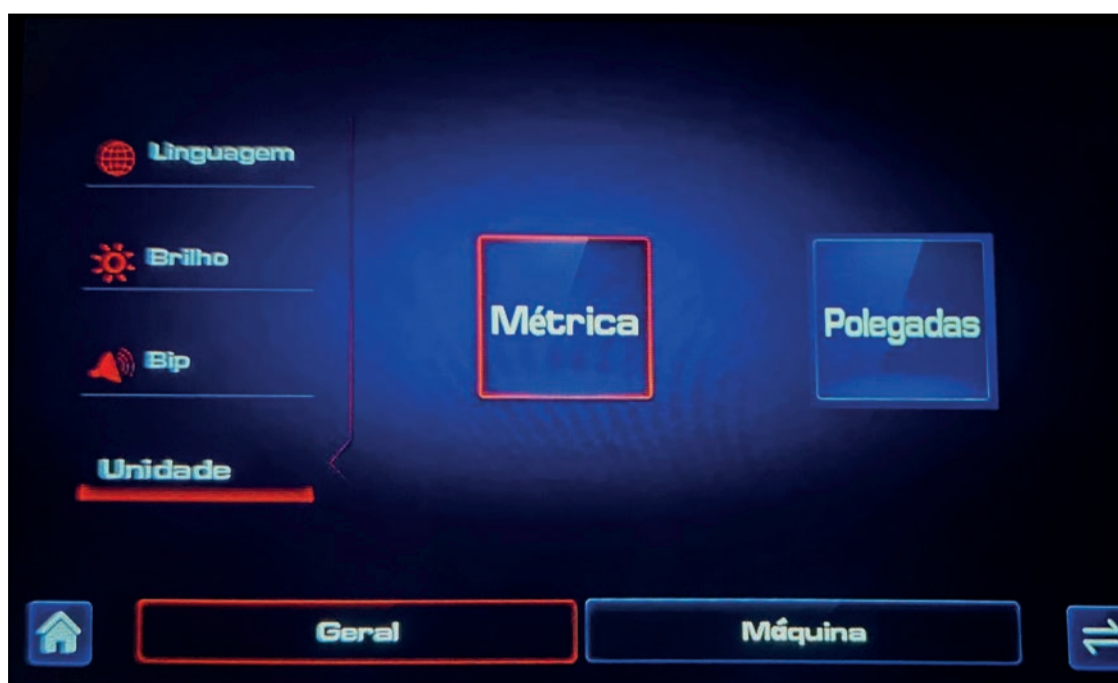 Linguagem
Brilho
Bip
Unidade
Métrica
Polegadas
Geral
Máquina